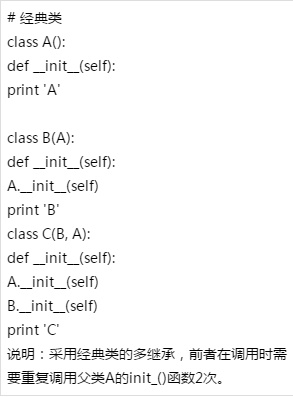 # 经典类
class A():
def __init__(self):
print 'A'
class B(A):
def __init__(self):
A.__init__(self)
print 'B'
class C(B, A):
def __init__(self):
A.__init__(self)
B.__init__(self)
print 'C'
说明：采用经典类的多继承，前者在调用时需
要重复调用父类A的init_()函数2次。